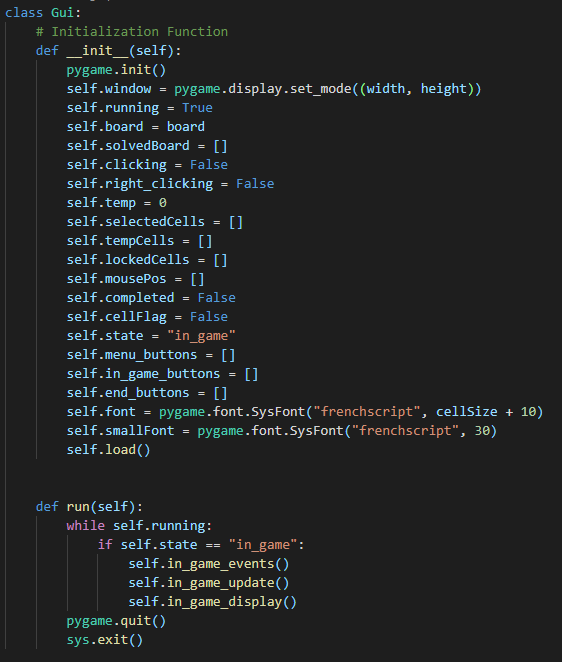 class Gui:
    # Initialization Function
    def __init__(self):
        pygame.init()
        self.window = pygame.display.set_mode((width, height))
        self.running = True
        self.board = board
        self.solvedBoard = []
        self.clicking = False
        self.right_clicking = False
        self.temp = 0
        self.selectedCells = []
        self.tempCells = []
        self.lockedCells = []
        self.mousePos = []
        self.completed = False
        self.cellFlag = False
        self.state = "in_game"
        self.menu_buttons = []
        self.in_game_buttons = []
        self.end_buttons = []
        self.font = pygame.font.SysFont("frenchscript", cellSize + 10)
        self.smallFont = pygame.font.SysFont("frenchscript", 30)
        self.load()
    def run(self):
        while self.running:
            if self.state == "in_game":
                self.in_game_events()
                self.in_game_update()
                self.in_game_display()
        pygame.quit()
        sys.exit()